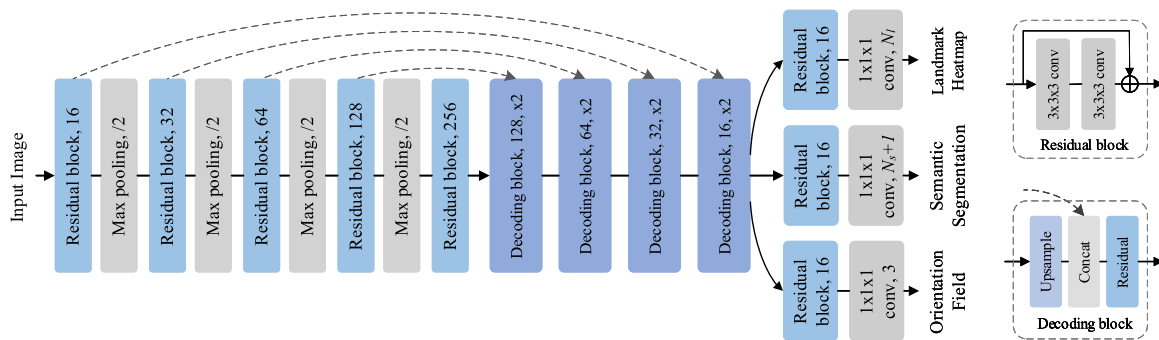 Input Image
Residual block, 16
Max pooling, /2
Residual block, 32
Max pooling, /2
Residual block, 64
Max pooling, /2
Residual block, 128
Max pooling, /2
Residual block, 256
Decoding block, 128, x2
Decoding block, 64, x2
Decoding block, 32, x2
Decoding block, 16, x2
Residual
block, 16
1x1x1
conv, Nl
Landmark
Heatmap
Residual
block, 16
1x1x1
conv, Ns+1
Semantic
Segmentation
Residual
block, 16
1x1x1
conv, 3
Orientation
Field
3x3x3 conv
3x3x3 conv
Residual block
Upsample
Concat
Residual
Decoding block